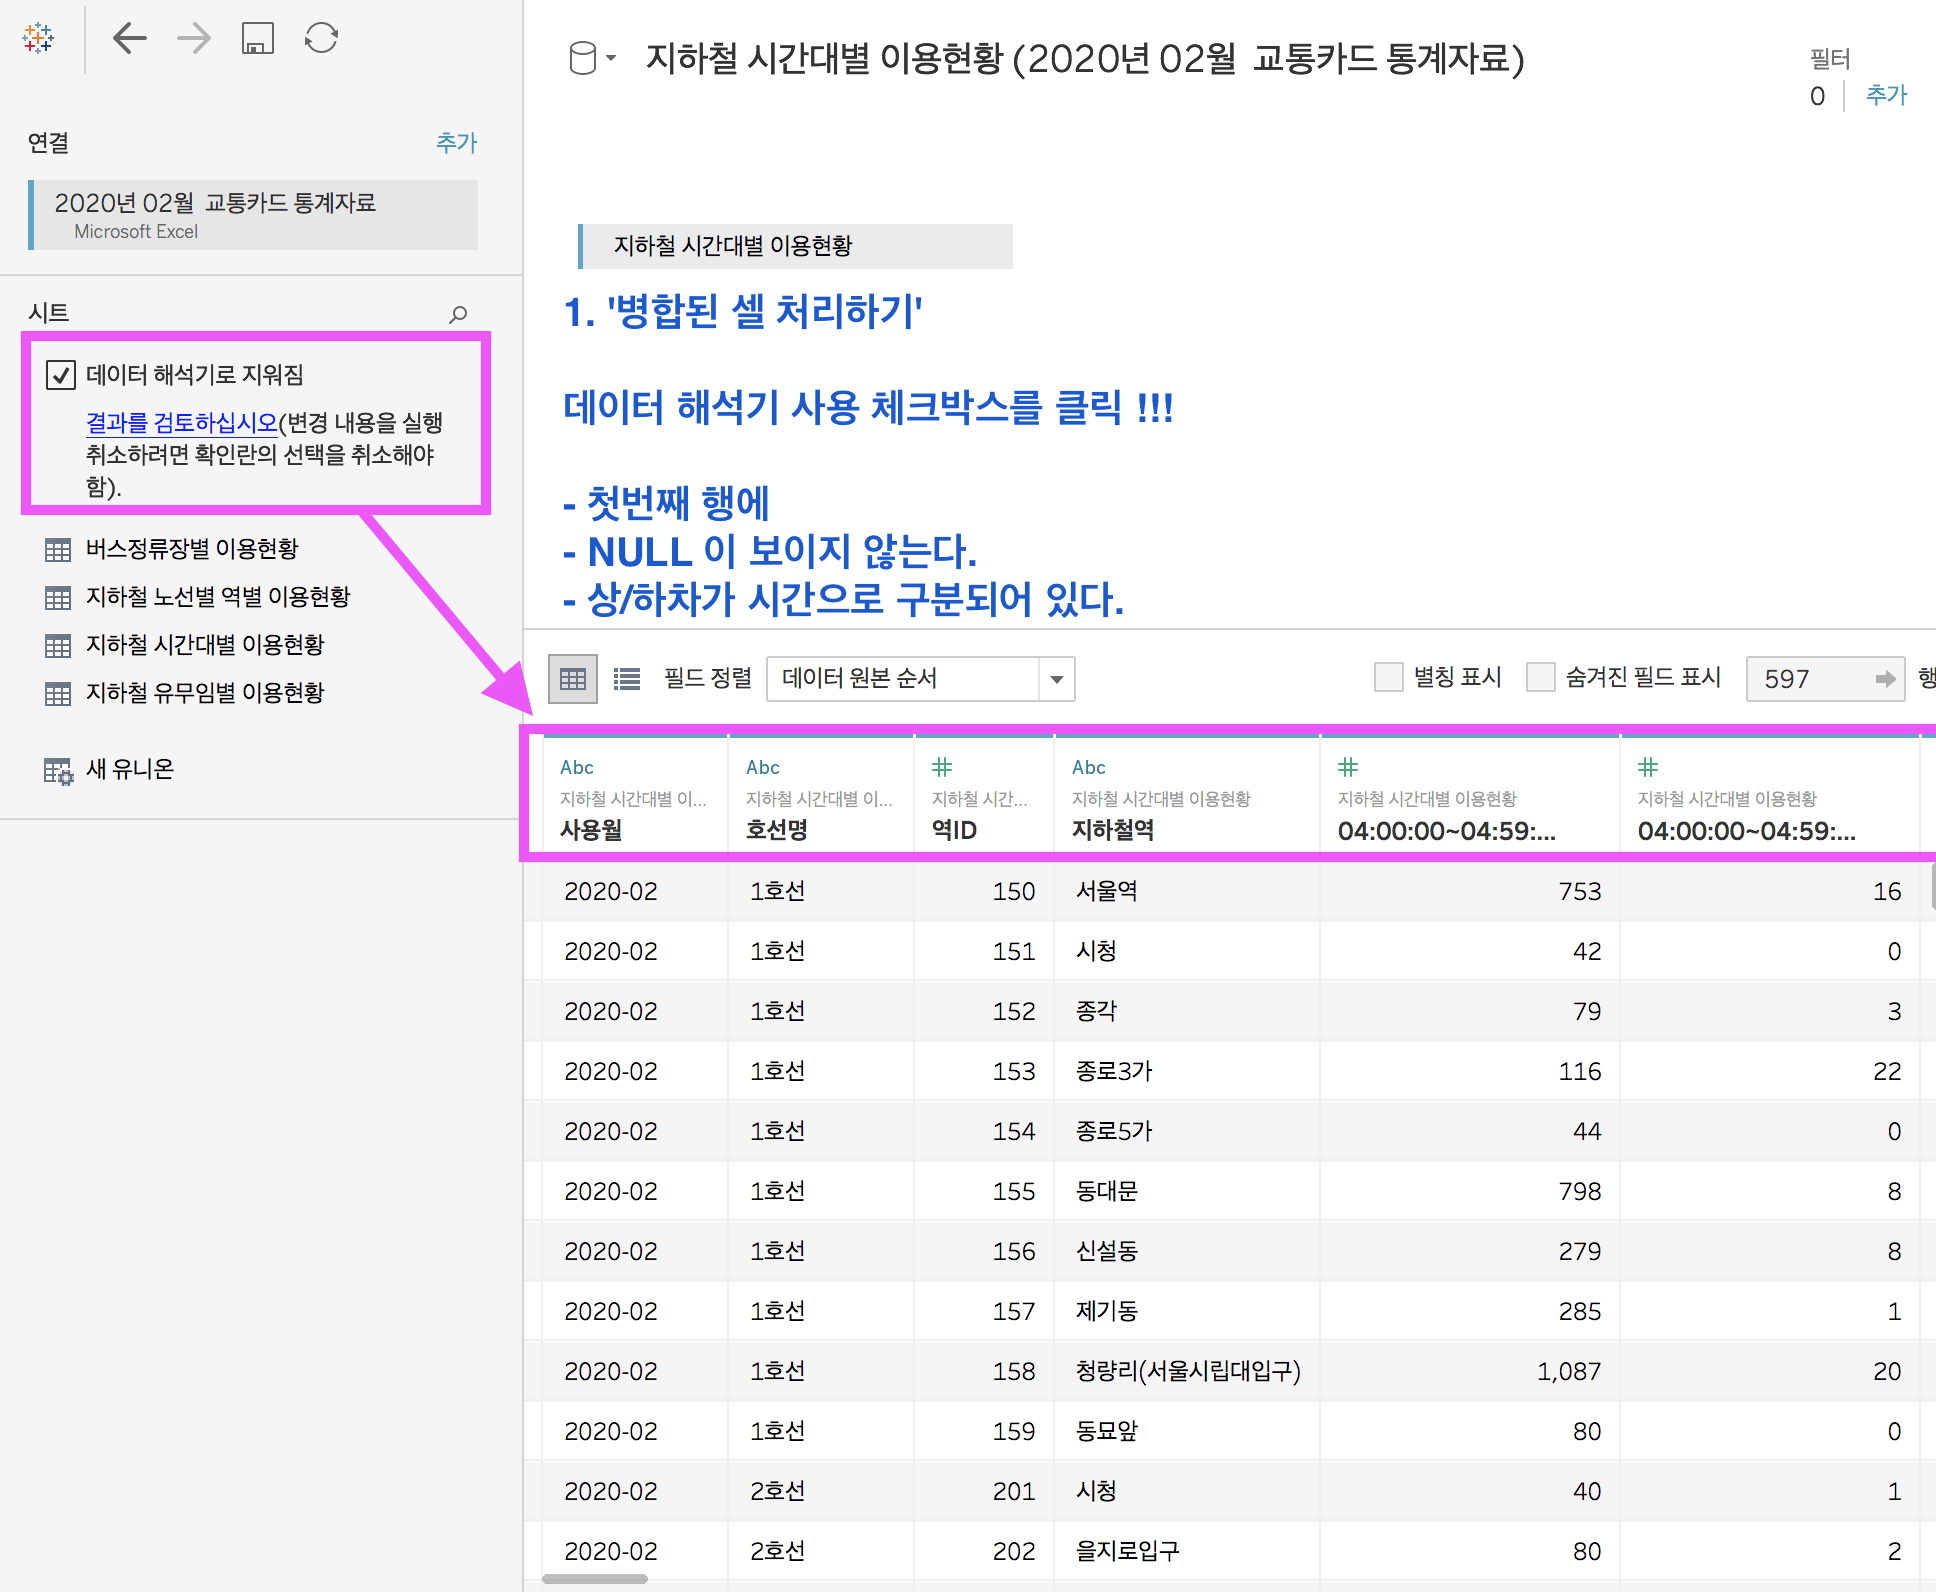 지하철 시간대별 이용현황 (2020년 02월 교통카드 통계자료)
필터
0 추가
연결 추가
2020년 02월 교통카드 통계자료
Microsoft Excel
시트
데이터 해석기로 지워짐
결과를 검토하십시오(변경 내용을 실행
취소하려면 확인란의 선택을 취소해야
함).
버스정류장별 이용현황
지하철 노선별 역별 이용현황
지하철 시간대별 이용현황
지하철 유무임별 이용현황
새 유니온
지하철 시간대별 이용현황
1. '병합된 셀 처리하기'
데이터 해석기 사용 체크박스를 클릭 !!!
- 첫번째 행에
- NULL 이 보이지 않는다.
- 상/하차가 시간으로 구분되어 있다.
필드 정렬 데이터 원본 순서 별칭 표시 숨겨진 필드 표시 597 행
Abc Abc # Abc # #
지하철 시간대별 이... 지하철 시간대별 이... 지하철 시간... 지하철 시간대별 이용현황 지하철 시간대별 이용현황 지하철 시간대별 이용현황
사용월 호선명 역ID 지하철역 04:00:00~04:59:... 04:00:00~04:59:...
2020-02 1호선 150 서울역 753 16
2020-02 1호선 151 시청 42 0
2020-02 1호선 152 종각 79 3
2020-02 1호선 153 종로3가 116 22
2020-02 1호선 154 종로5가 44 0
2020-02 1호선 155 동대문 798 8
2020-02 1호선 156 신설동 279 8
2020-02 1호선 157 제기동 285 1
2020-02 1호선 158 청량리(서울시립대입구) 1,087 20
2020-02 1호선 159 동묘앞 80 0
2020-02 2호선 201 시청 40 1
2020-02 2호선 202 을지로입구 80 2